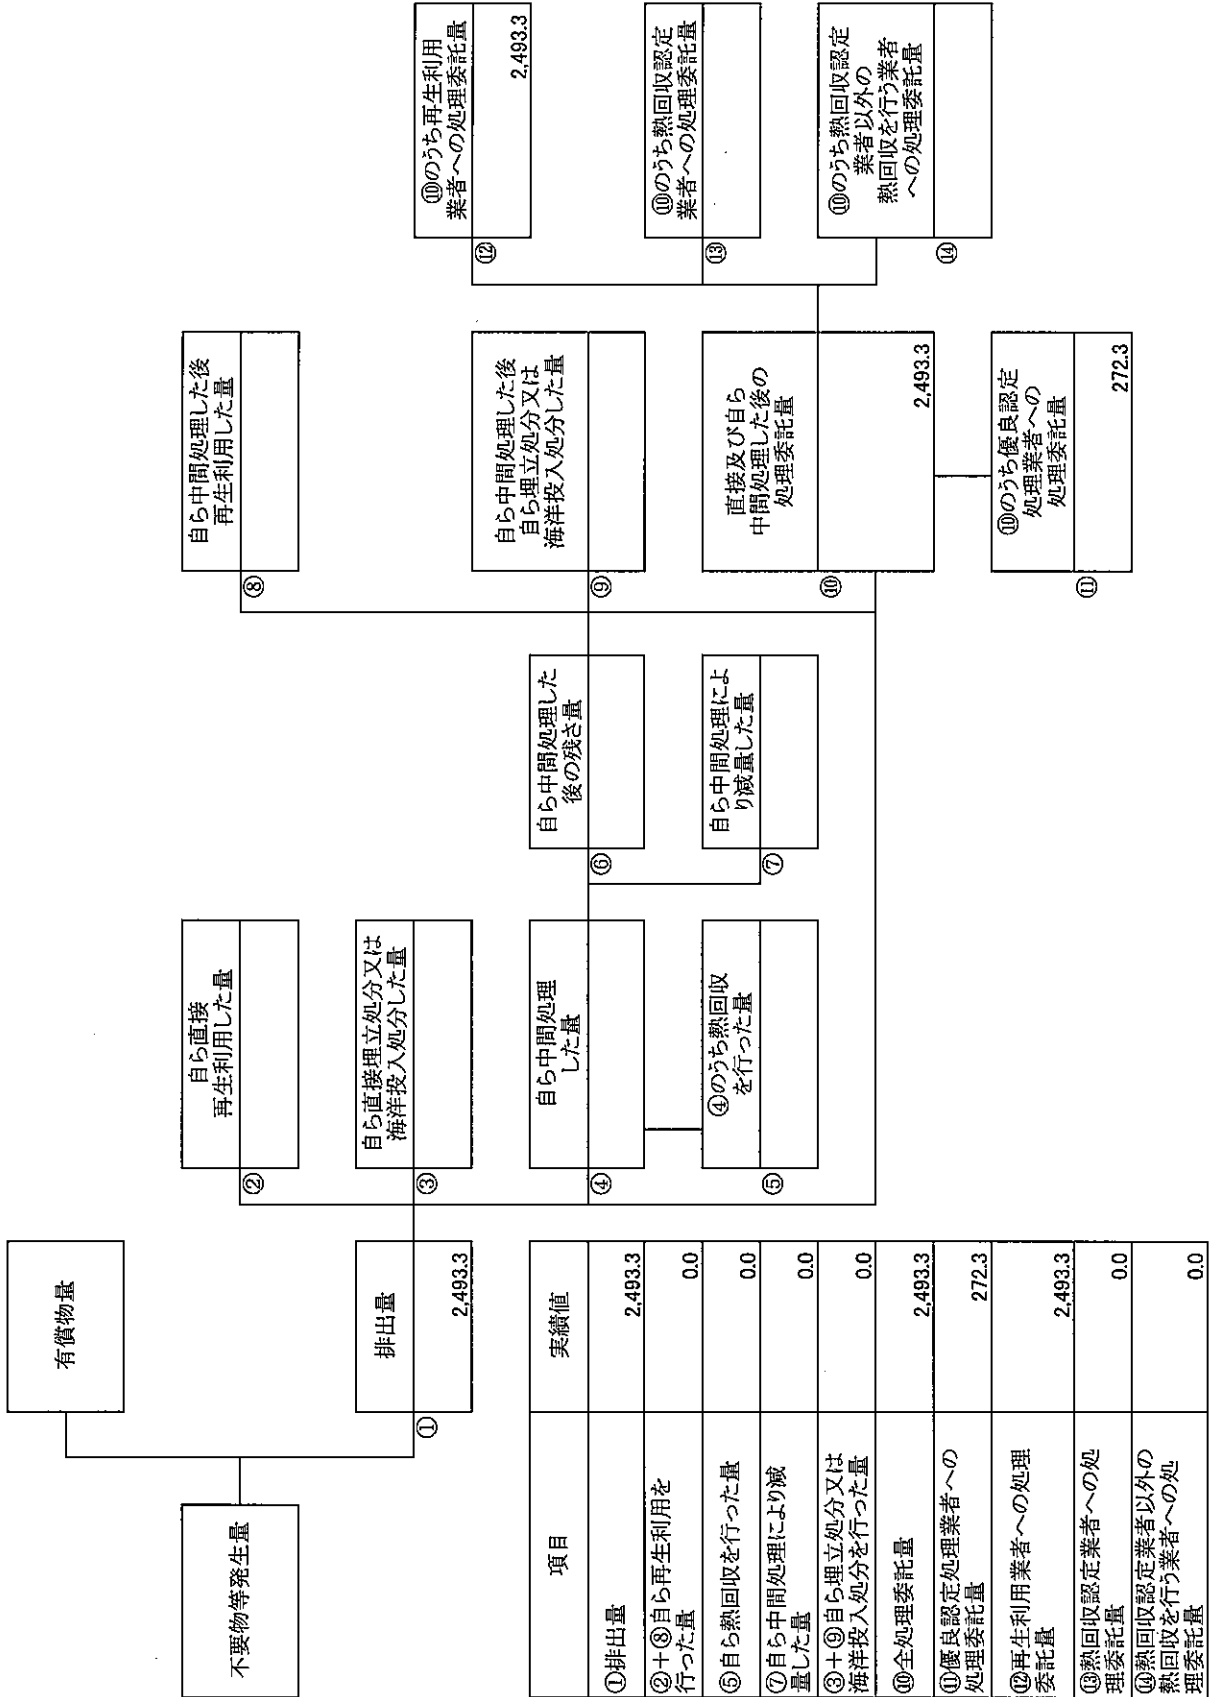 不要物等発生量
有償物量
①
排出量
2,493.3
②
自ら直接
再生利用した量
③
自ら直接埋立処分又は
海洋投入処分した量
④
自ら中間処理
した量
⑤
④のうち熱回収
を行った量
⑥
自ら中間処理した
後の残さ量
⑦
自ら中間処理によ
り減量した量
⑧
自ら中間処理した後
再生利用した量
⑨
自ら中間処理した後
自ら埋立処分又は
海洋投入処分した量
⑩
直接及び自ら
中間処理した後の
処理委託量
2,493.3
⑪
⑩のうち優良認定
処理業者への
処理委託量
272.3
⑫
⑩のうち再生利用
業者への処理委託量
2,493.3
⑬
⑩のうち熱回収認定
業者への処理委託量
⑭
⑩のうち熱回収認定
業者以外の
熱回収を行う業者
への処理委託量
項目
実績値
①排出量
2,493.3
②+⑧自ら再生利用を
行った量
0.0
⑤自ら熱回収を行った量
0.0
⑦自ら中間処理により減
量した量
0.0
③+⑨自ら埋立処分又は
海洋投入処分を行った量
0.0
⑩全処理委託量
2,493.3
⑪優良認定処理業者への
処理委託量
272.3
⑫再生利用業者への処理
委託量
2,493.3
⑬熱回収認定業者への処
理委託量
0.0
⑭熱回収認定業者以外の
熱回収を行う業者への処
理委託量
0.0